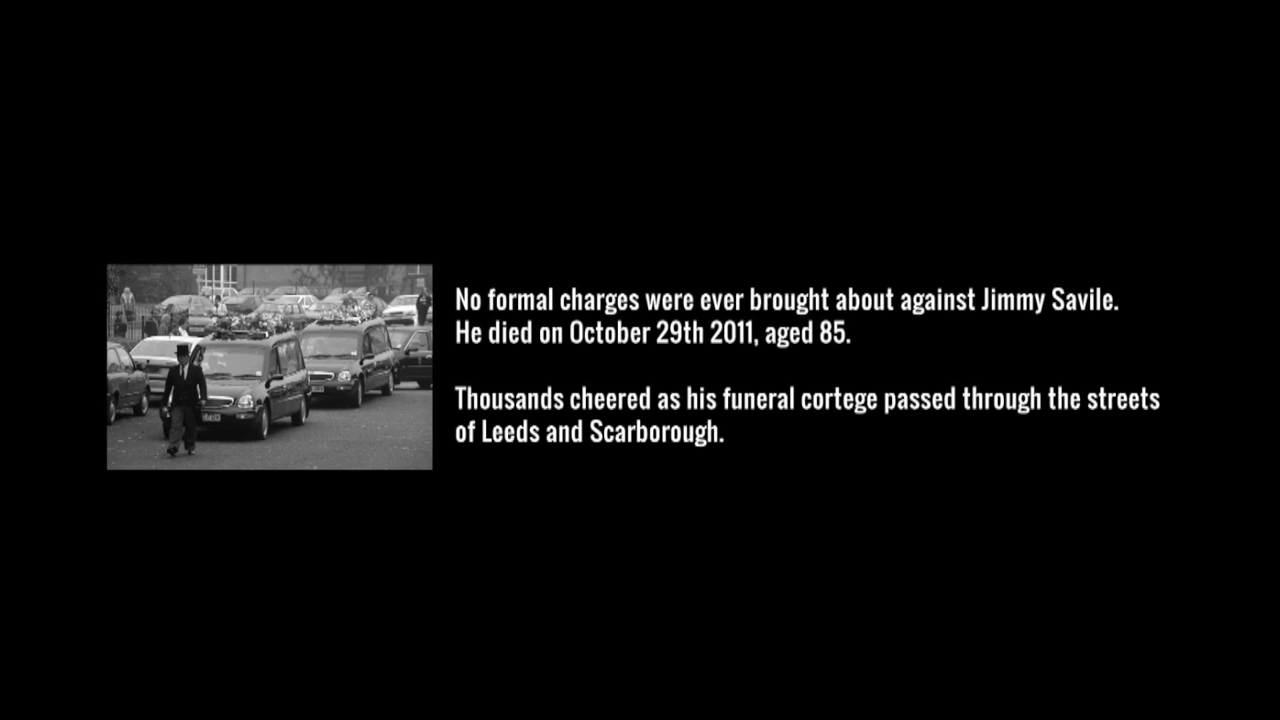 No formal charges were ever brought about against Jimmy Savile.
He died on October 29th 2011, aged 85.
Thousands cheered as his funeral cortege passed through the streets
of Leeds and Scarborough.